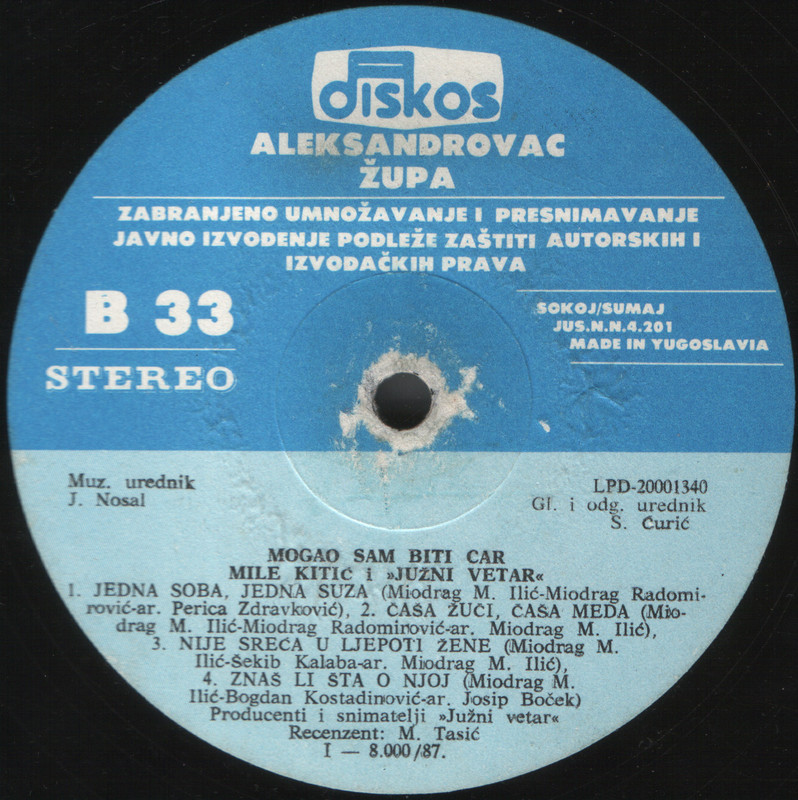 diskos
ALEKSANDROVAC
ŽUPA
ZABRANJENO UMNOŽAVANJE I PRESNIMAVANJE
JAVNO IZVOĐENJE PODLEŽE ZAŠTITI AUTORSKIH I
IZVOĐAČKIH PRAVA
B 33
STEREO
SOKOJ/SUMAJ
JUS.N.N.4.201
MADE IN YUGOSLAVIA
Muz. urednik
J. Nosal
LPD-20001340
Gl. i odg. urednik
S. Ćurić
MOGAO SAM BITI CAR
MILE KITIĆ i »JUŽNI VETAR«
1. JEDNA SOBA, JEDNA SUZA (Miodrag M. Ilić-Miodrag Radomi-
rović-ar. Perica Zdravković), 2. ČAŠA ŽUČI, ČAŠA MEDA (Mio-
drag M. Ilić-Miodrag Radomirović-ar. Miodrag M. Ilić),
3. NIJE SREĆA U LJEPOTI ŽENE (Miodrag M.
Ilić-Šekib Kalaba-ar. Miodrag M. Ilić),
4. ZNAŠ LI ŠTA O NJOJ (Miodrag M.
Ilić-Bogdan Kostadinović-ar. Josip Boček)
Producenti i snimatelji »Južni vetar«
Recenzent: M. Tasić
I — 8.000/87.